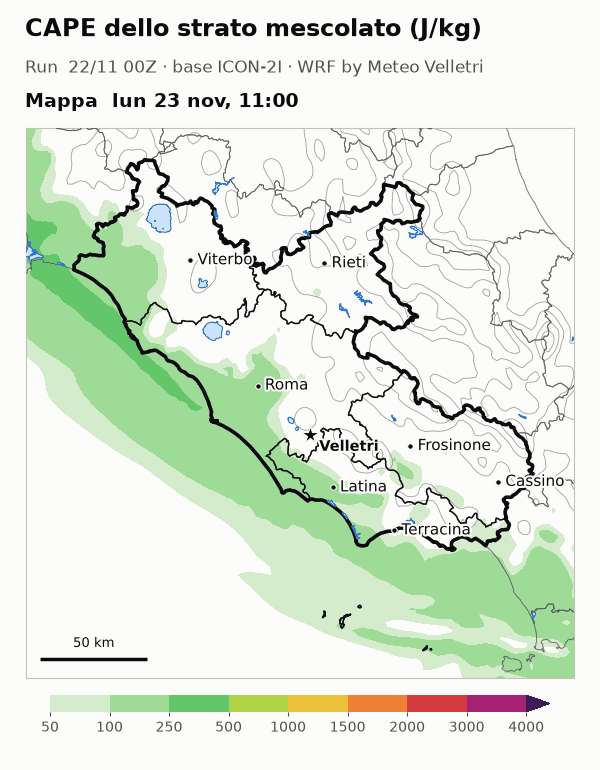 CAPE dello strato mescolato (J/kg)
Run  22/11 00Z · base ICON-2I · WRF by Meteo Velletri
Mappa  lun 23 nov, 11:00
Viterbo
Rieti
Roma
Velletri
Frosinone
Cassino
Latina
Terracina
50 km
50 100 250 500 1000 1500 2000 3000 4000